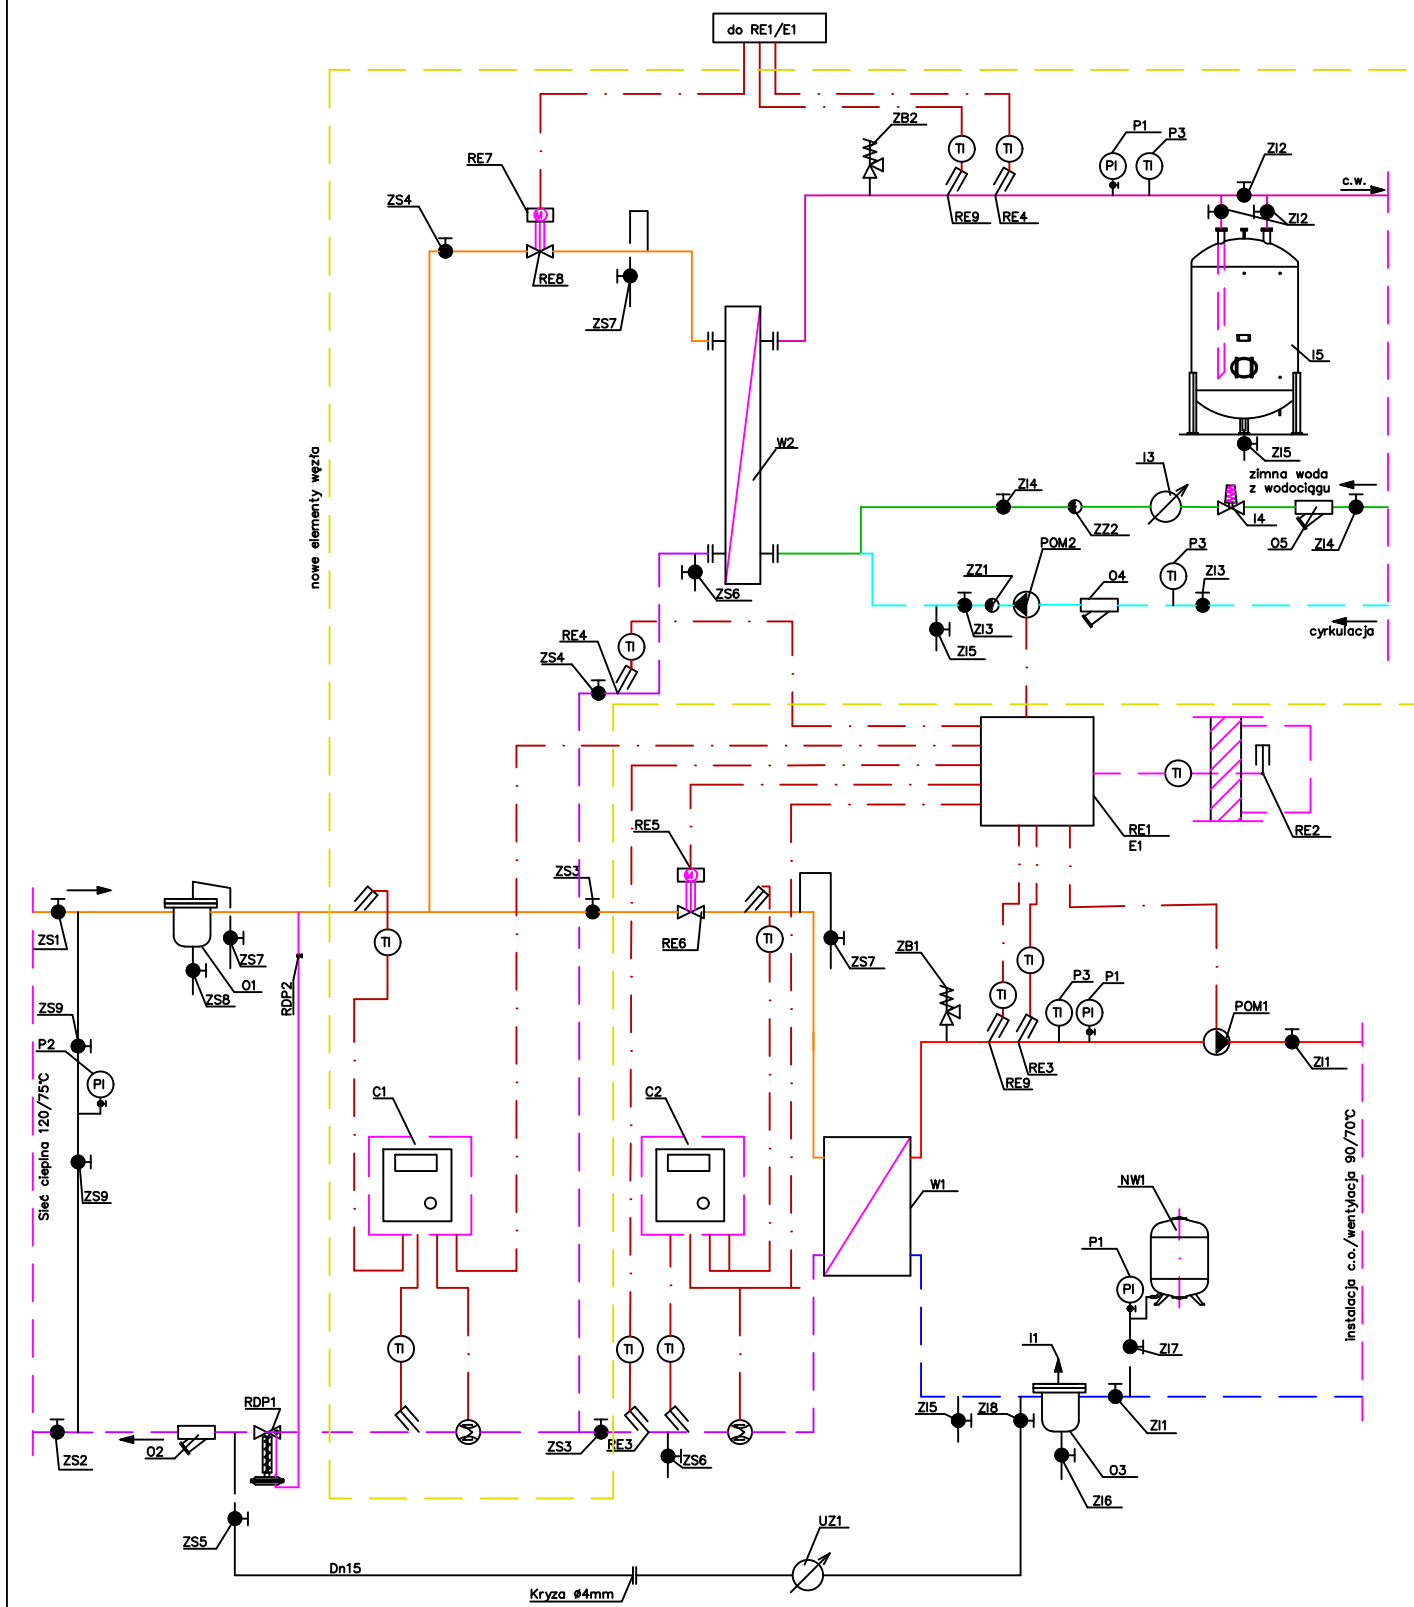 do RE1/E1
ZB2
P1
P3
ZI2
RE7
TI
TI
PI
TI
c.w.
ZS4
M
RE9
RE4
ZI2
RE8
ZS7
I5
nowe elementy węzła
W2
ZI5
I3
zimna woda
z wodociągu
ZI4
ZZ2
I4
O5
ZI4
POM2
P3
ZZ1
O4
TI
ZI3
ZS6
ZI3
cyrkulacja
RE4
TI
ZI5
ZS4
TI
RE1
E1
RE2
RE5
ZS3
M
ZS1
ZS7
TI
RE6
TI
ZS7
ZB1
O1
ZS8
RDP2
TI
TI
P3
P1
ZS9
TI
PI
POM1
P2
RE9
RE3
ZI1
PI
Sieć cieplna 120/75°C
C1
C2
instalacja c.o./wentylacja 90/70°C
ZS9
W1
NW1
P1
PI
TI
TI
TI
I1
ZI7
RDP1
ZI5
ZI8
ZI1
ZS2
O2
ZS3
RE3
ZS6
O3
ZI6
ZS5
UZ1
Dn15
Kryza ø4mm